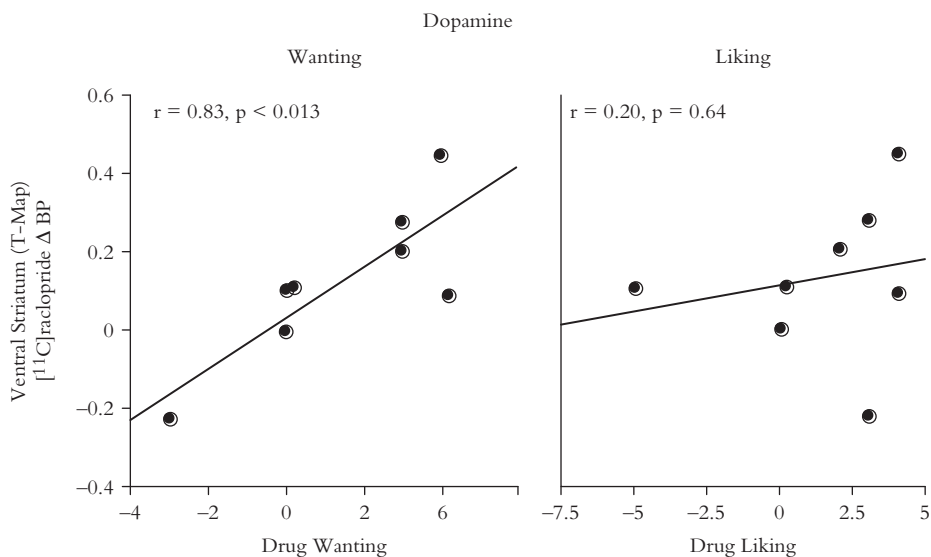 Dopamine
Wanting
Liking
r = 0.83, p < 0.013
r = 0.20, p = 0.64
Ventral Striatum (T-Map)
[¹¹C]raclopride Δ BP
0.6
0.4
0.2
0
−0.2
−0.4
−4 −2 0 2 6
−7.5 −5 −2.5 0 2.5 5
Drug Wanting
Drug Liking